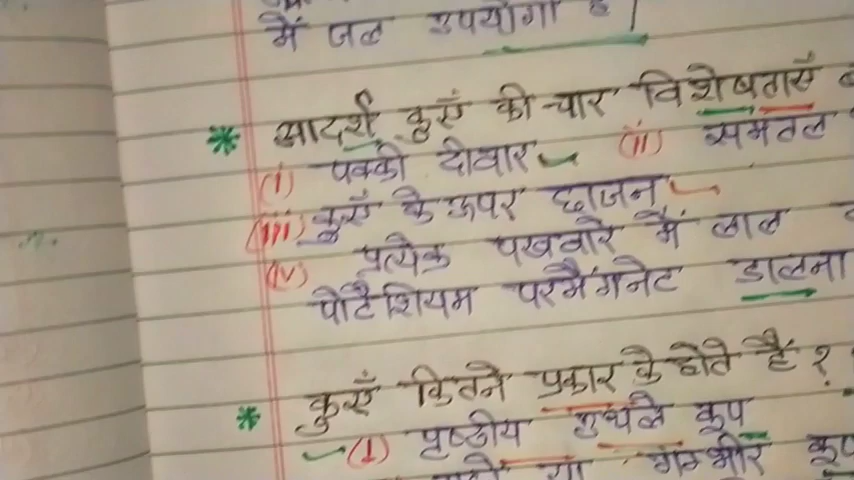 में जल उपयोगी है।
* आदर्श कुएँ की चार विशेषताएँ
(i) पक्की दीवार (ii) समतल
(iii) कुएँ के ऊपर छाजन
(iv) प्रत्येक पखवारे में लाल
पोटैशियम परमैंगनेट डालना
* कुएँ कितने प्रकार के होते हैं?
(1) पृष्ठीय उथले कूप
या गम्भीर कूप